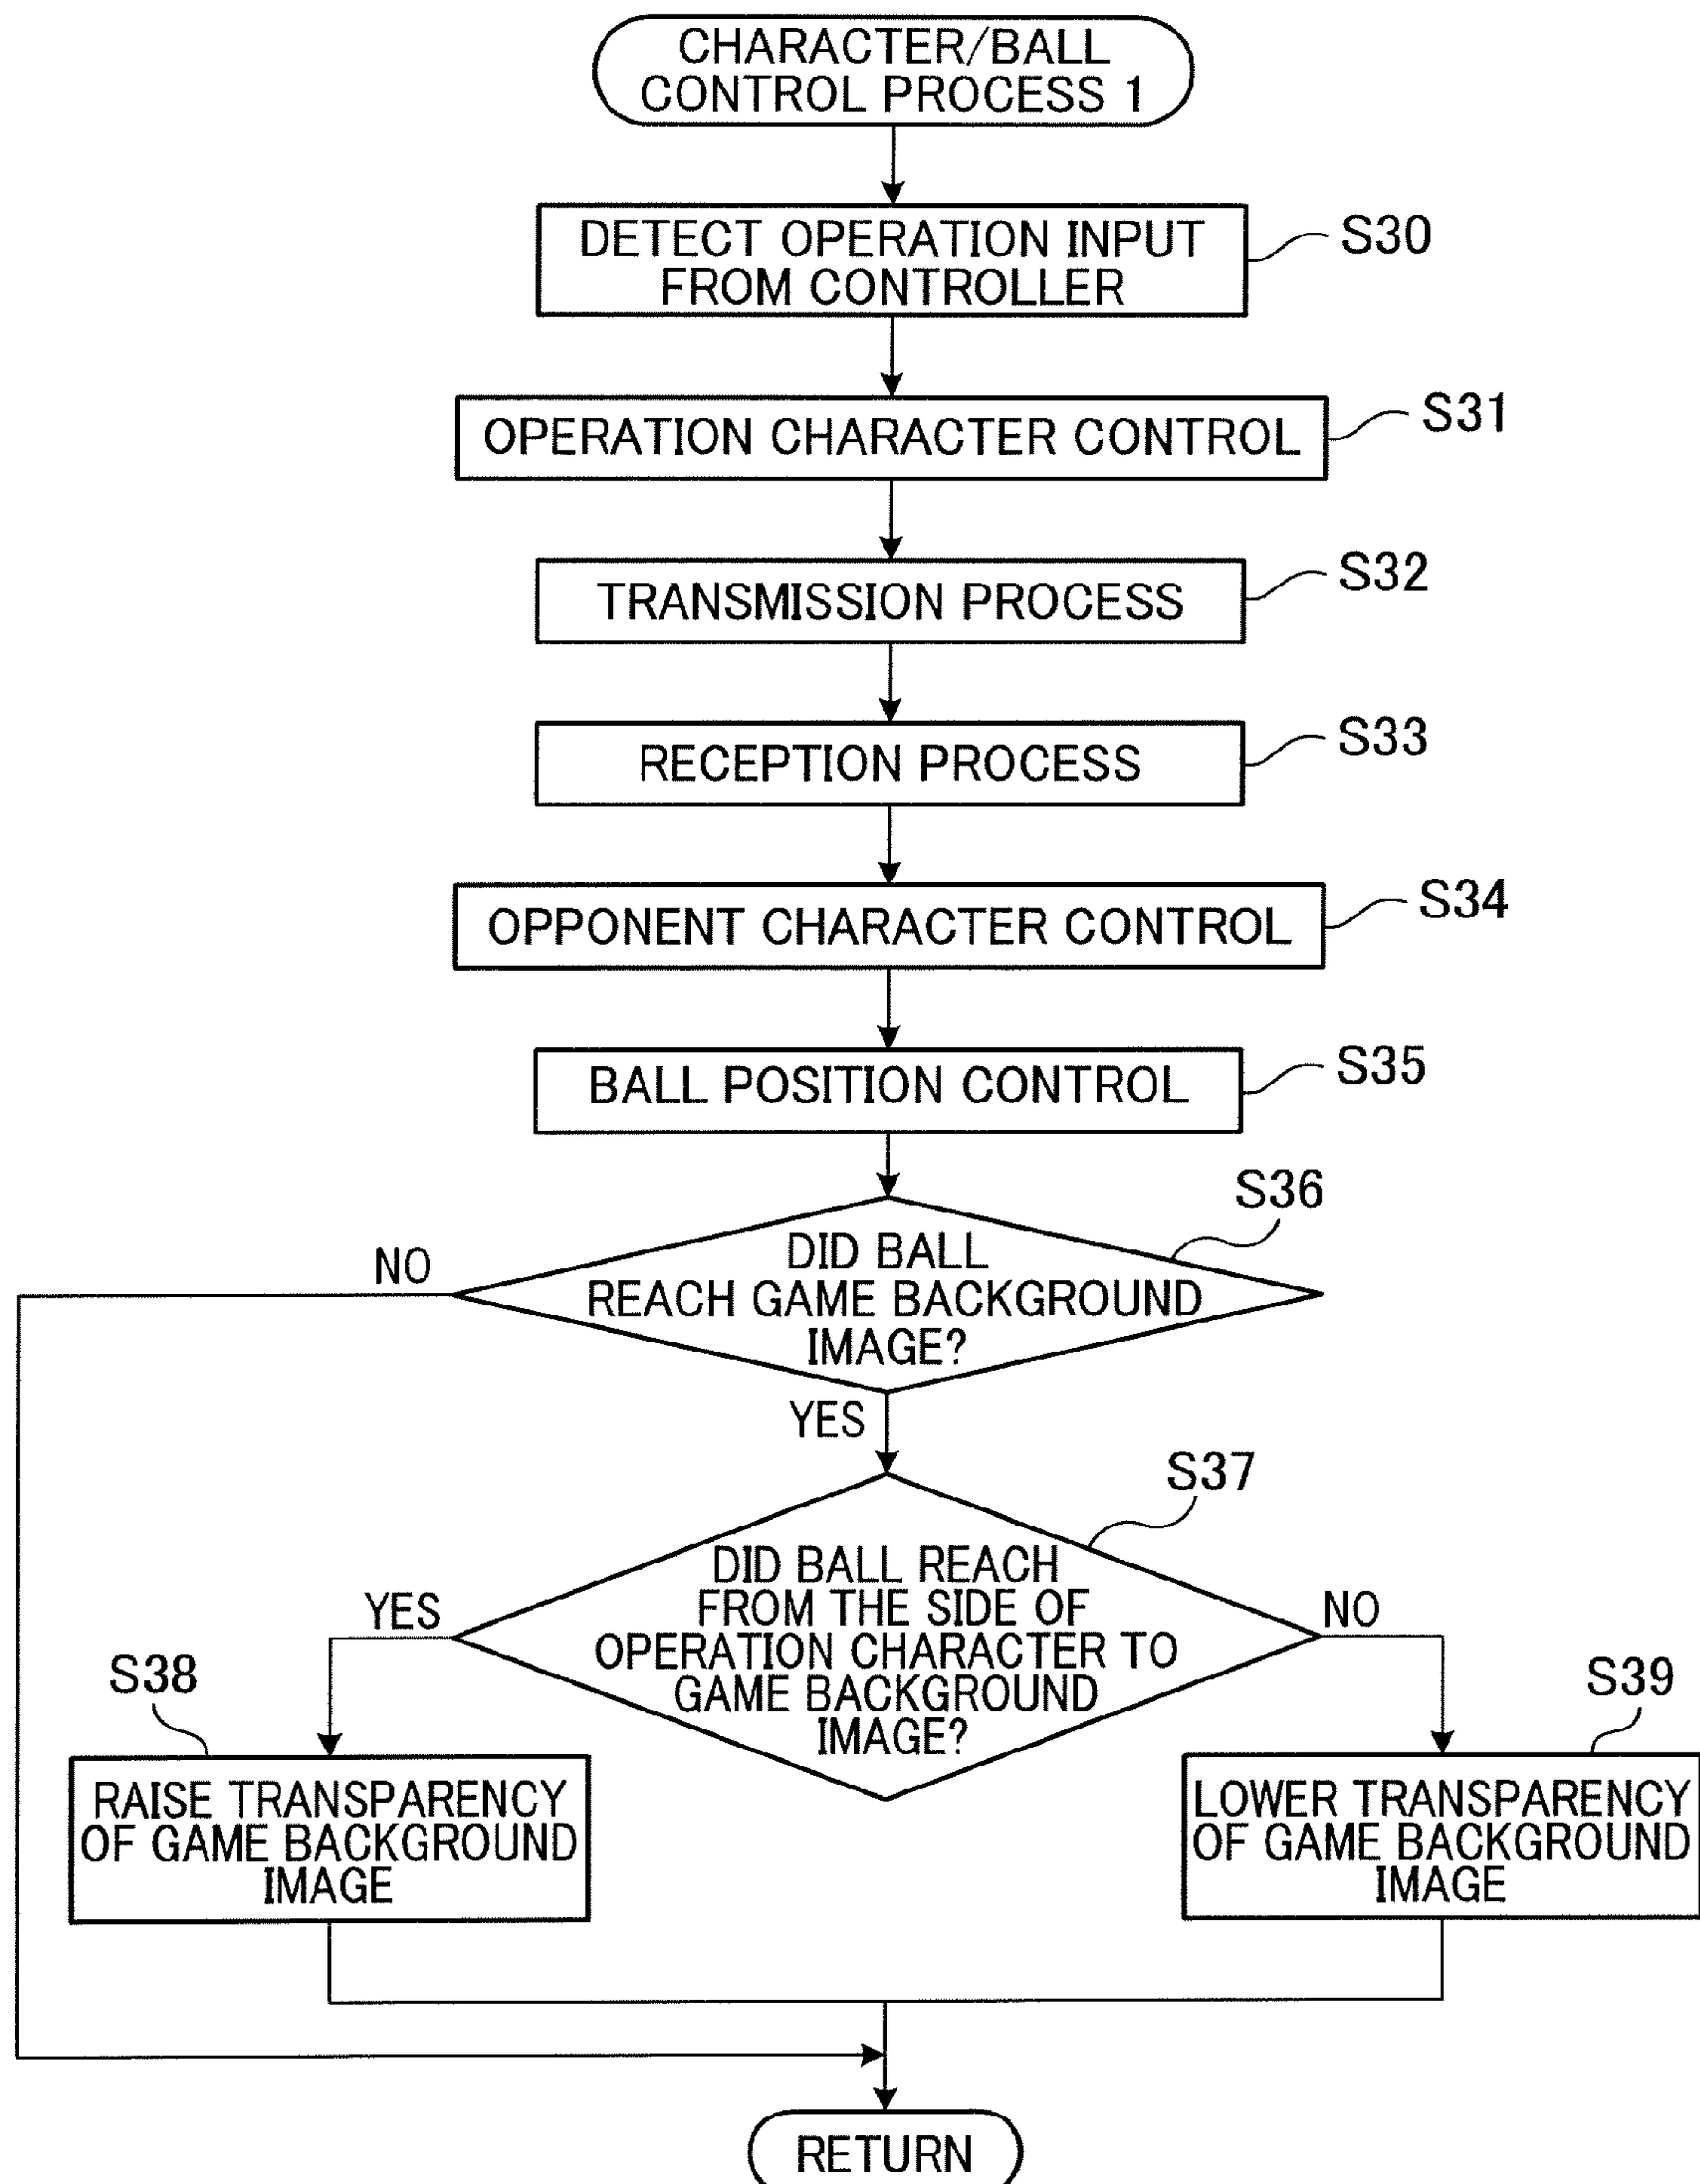 CHARACTER/BALL
CONTROL PROCESS 1
DETECT OPERATION INPUT
FROM CONTROLLER
S30
OPERATION CHARACTER CONTROL
S31
TRANSMISSION PROCESS
S32
RECEPTION PROCESS
S33
OPPONENT CHARACTER CONTROL
S34
BALL POSITION CONTROL
S35
S36
NO
DID BALL
REACH GAME BACKGROUND
IMAGE?
YES
S37
DID BALL REACH
FROM THE SIDE OF
OPERATION CHARACTER TO
GAME BACKGROUND
IMAGE?
YES
NO
S38
RAISE TRANSPARENCY
OF GAME BACKGROUND
IMAGE
S39
LOWER TRANSPARENCY
OF GAME BACKGROUND
IMAGE
RETURN